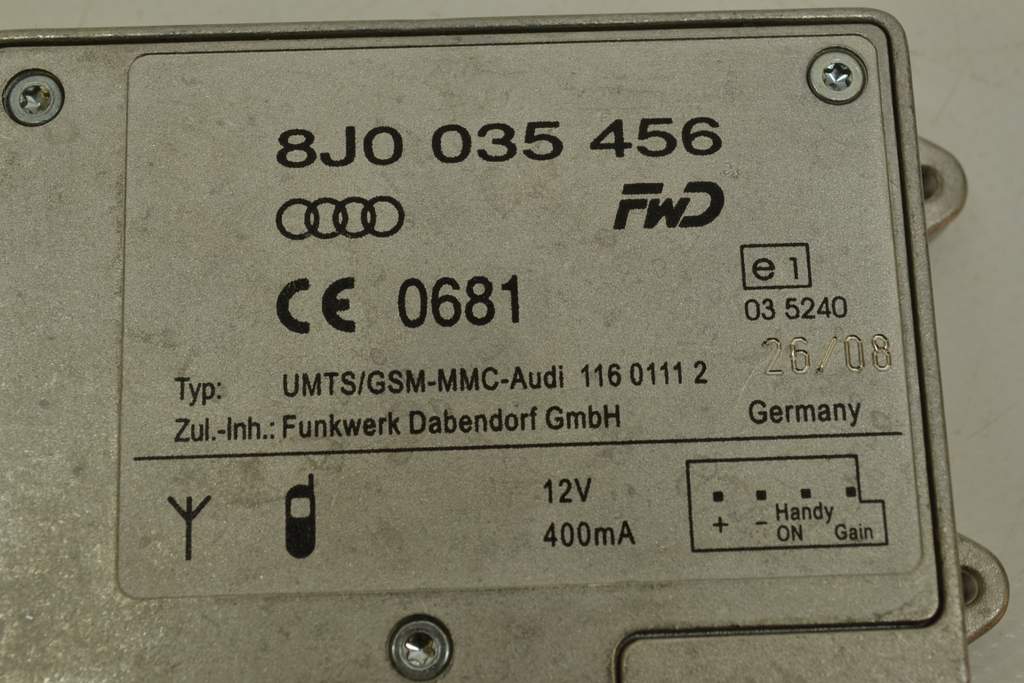 8J0 035 456
FWD
CE 0681
e1
03 5240
26/08
Typ: UMTS/GSM-MMC-Audi 116 0111 2
Zul.-Inh.: Funkwerk Dabendorf GmbH
Germany
12V
400mA
+ - Handy
ON Gain